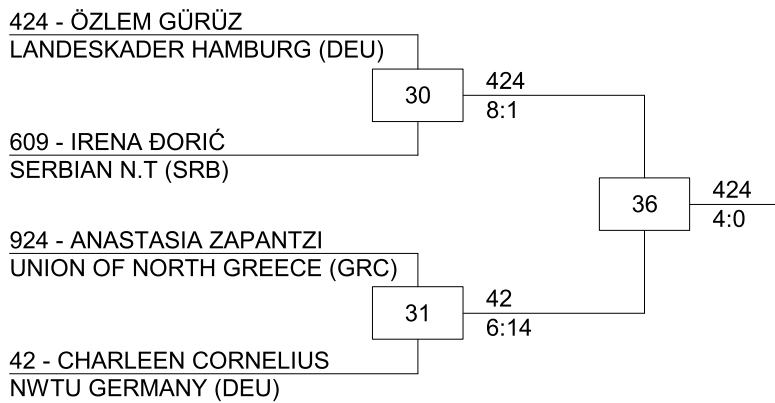 424 - ÖZLEM GÜRÜZ
LANDESKADER HAMBURG (DEU)
30
424
8:1
609 - IRENA ĐORIĆ
SERBIAN N.T (SRB)
36
424
4:0
924 - ANASTASIA ZAPANTZI
UNION OF NORTH GREECE (GRC)
31
42
6:14
42 - CHARLEEN CORNELIUS
NWTU GERMANY (DEU)